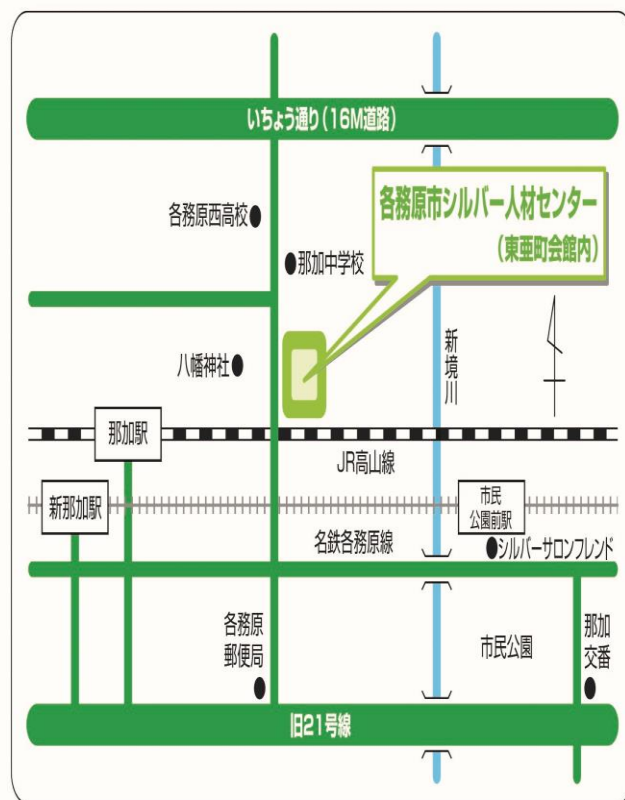 いちょう通り(16M道路)
各務原市シルバー人材センター
(東亜町会館内)
各務原西高校
那加中学校
八幡神社
新境川
那加駅
JR高山線
新那加駅
市民
公園前駅
名鉄各務原線
シルバーサロンフレンド
各務原
郵便局
市民公園
那加
交番
旧21号線